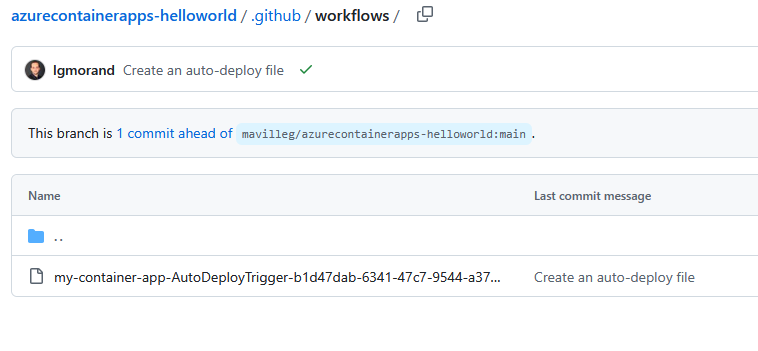 azurecontainerapps-helloworld / .github / workflows /
lgmorand Create an auto-deploy file
This branch is 1 commit ahead of mavilleg/azurecontainerapps-helloworld:main .
Name Last commit message
..
my-container-app-AutoDeployTrigger-b1d47dab-6341-47c7-9544-a37... Create an auto-deploy file